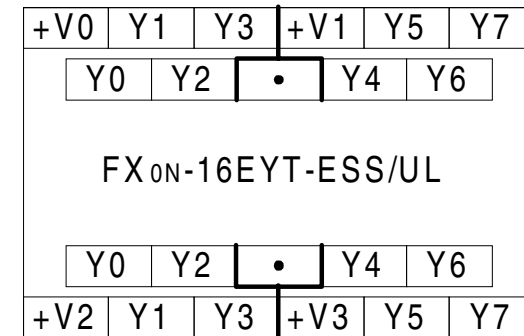 +V0 Y1 Y3 +V1 Y5 Y7
Y0 Y2 • Y4 Y6
FX0N-16EYT-ESS/UL
Y0 Y2 • Y4 Y6
+V2 Y1 Y3 +V3 Y5 Y7